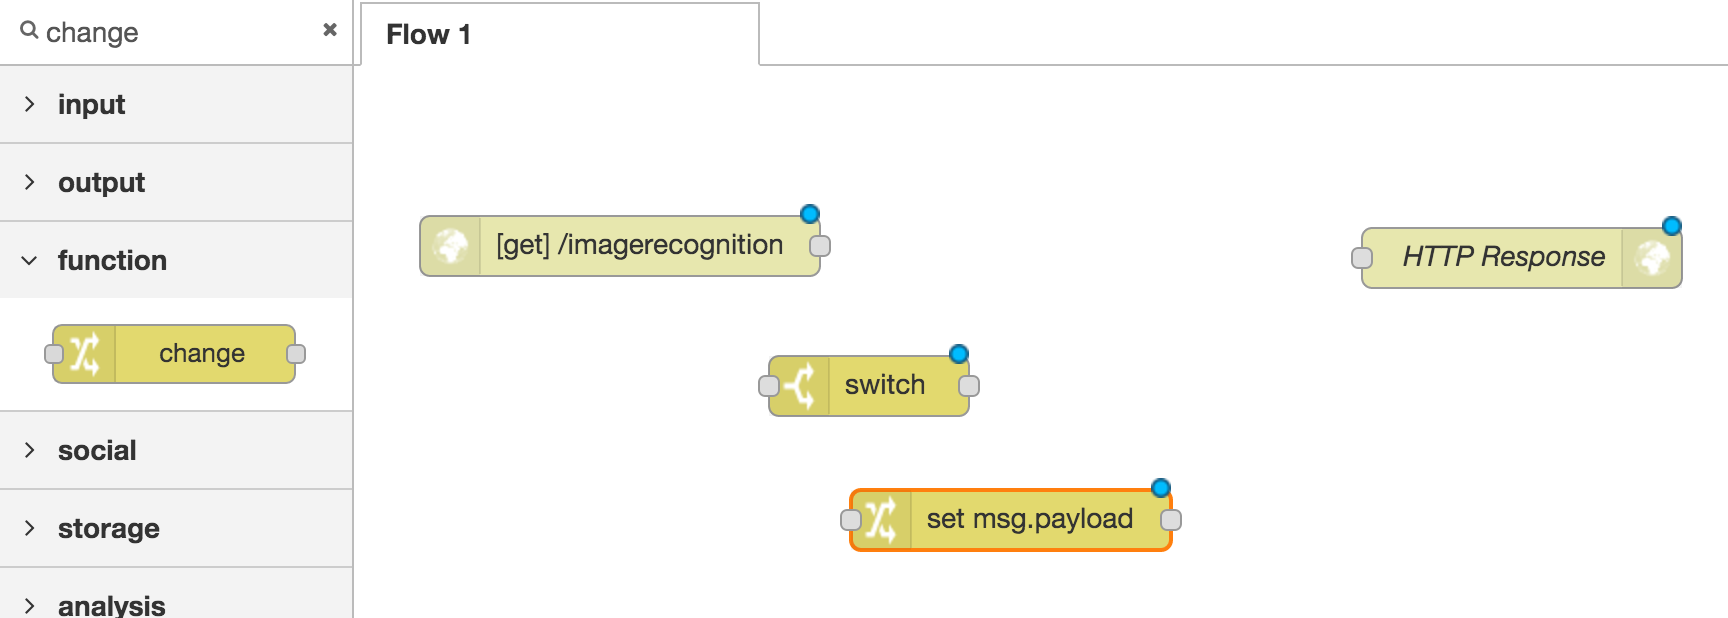 change
input
output
function
change
social
storage
analysis
Flow 1
[get] /imagerecognition
HTTP Response
switch
set msg.payload